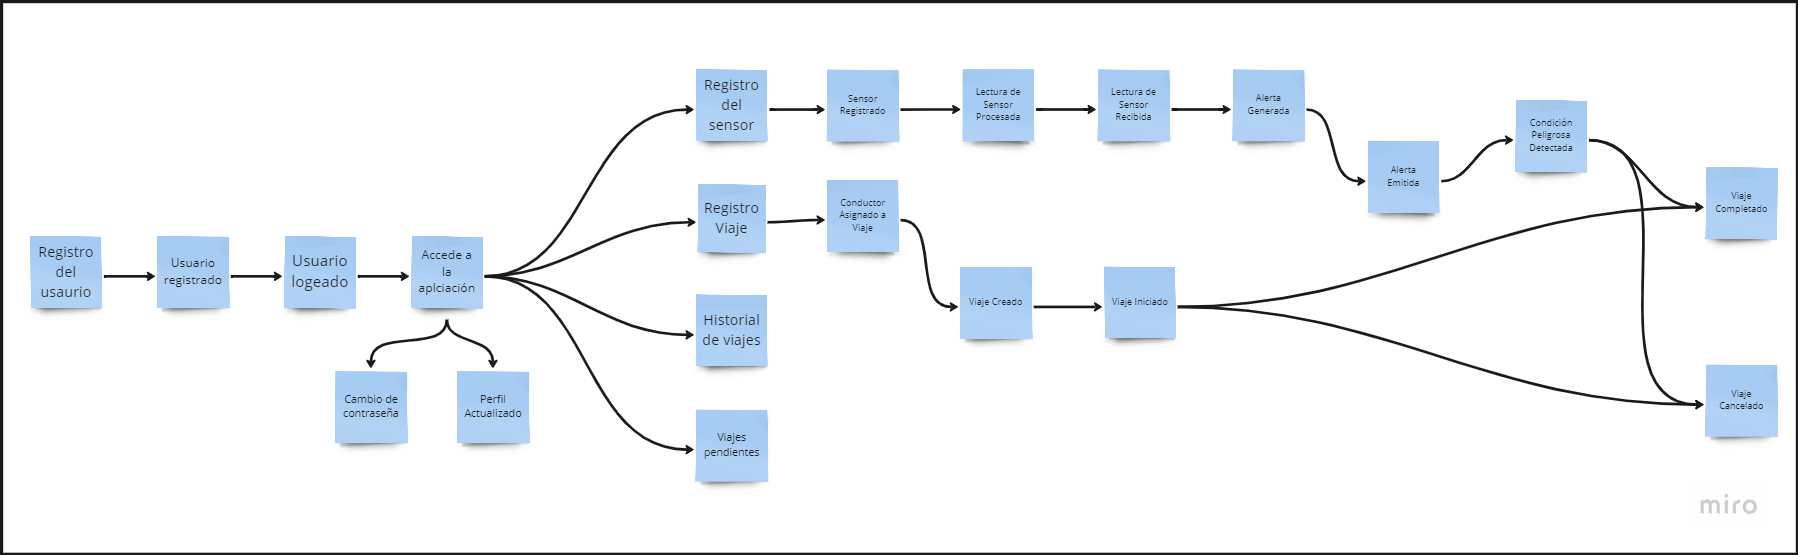 Registro
del
usaurio
Usuario
registrado
Usuario
logeado
Accede a
la
aplciación
Cambio de
contraseña
Perfil
Actualizado
Registro
del
sensor
Sensor
Registrado
Lectura de
Sensor
Procesada
Lectura de
Sensor
Recibida
Alerta
Generada
Alerta
Emitida
Condición
Peligrosa
Detectada
Registro
Viaje
Conductor
Asignado a
Viaje
Viaje Creado
Viaje Iniciado
Historial
de viajes
Viajes
pendientes
Viaje
Completado
Viaje
Cancelado
miro